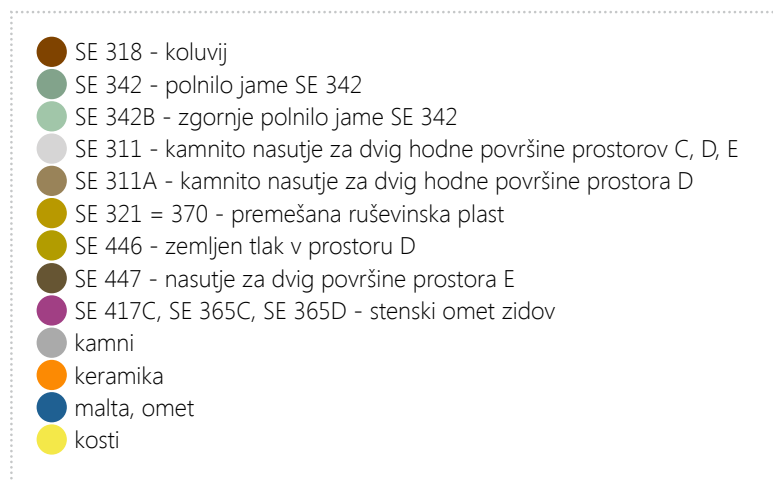 SE 318 - koluvij
SE 342 - polnilo jame SE 342
SE 342B - zgornje polnilo jame SE 342
SE 311 - kamnito nasutje za dvig hodne površine prostorov C, D, E
SE 311A - kamnito nasutje za dvig hodne površine prostora D
SE 321 = 370 - premešana ruševinska plast
SE 446 - zemljen tlak v prostoru D
SE 447 - nasutje za dvig površine prostora E
SE 417C, SE 365C, SE 365D - stenski omet zidov
kamni
keramika
malta, omet
kosti